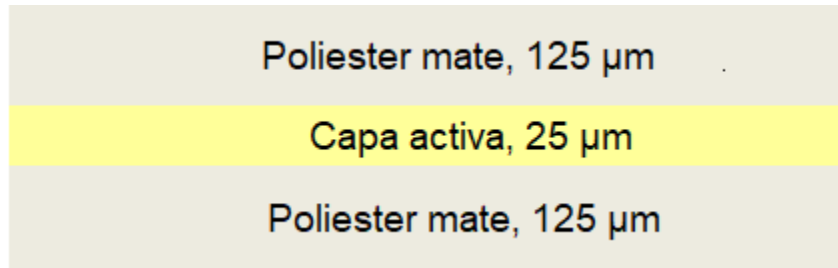 Poliester mate, 125 µm
Capa activa, 25 µm
Poliester mate, 125 µm